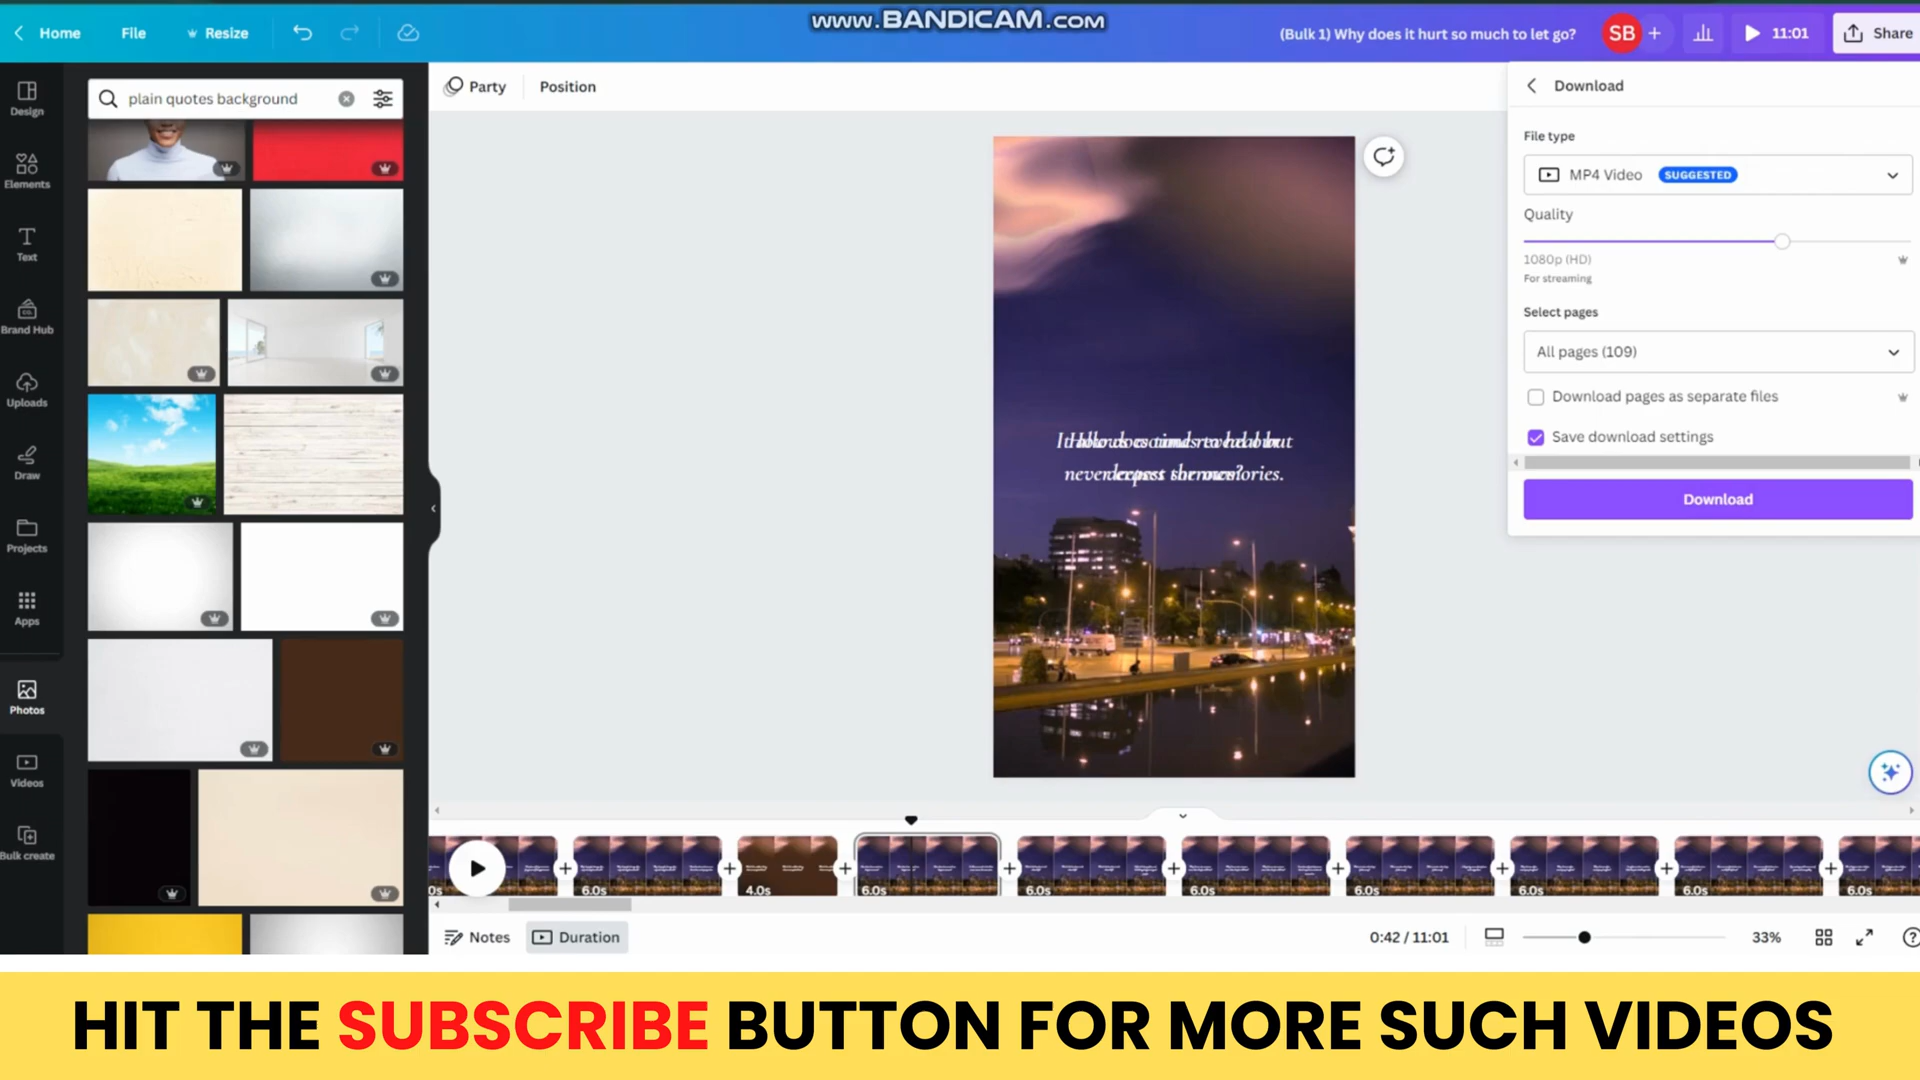 www.BANDICAM.com
Home File Resize (Bulk 1) Why does it hurt so much to let go? SB + 11:01 Share
Design
Elements
Text
Brand Hub
Uploads
Draw
Projects
Apps
Photos
Videos
Bulk create
plain quotes background
Party Position
never memories.
Download
File type
MP4 Video SUGGESTED
Quality
1080p (HD)
For streaming
Select pages
All pages (109)
Download pages as separate files
Save download settings
Download
0s 6.0s 4.0s 6.0s 6.0s 6.0s 6.0s 6.0s 6.0s 6.0s
Notes Duration 0:42 / 11:01 33%
HIT THE SUBSCRIBE BUTTON FOR MORE SUCH VIDEOS